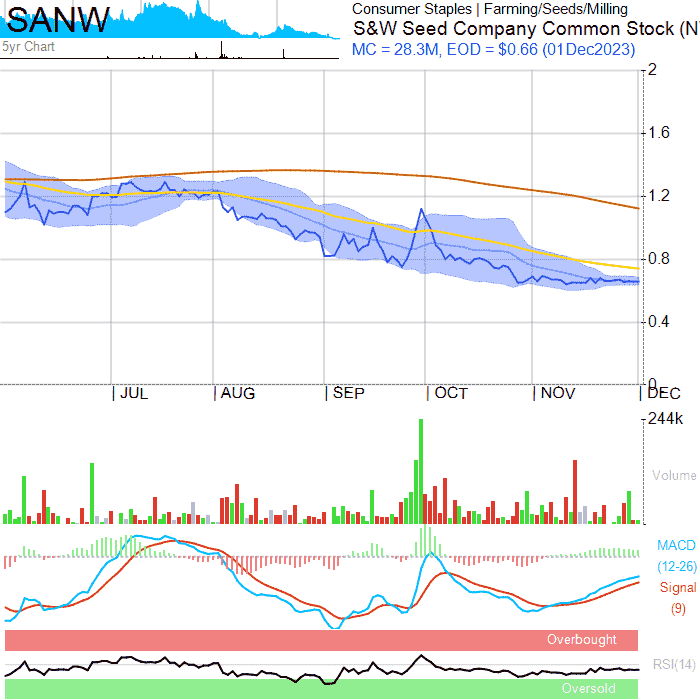 SANW
5yr Chart
Consumer Staples | Farming/Seeds/Milling
S&W Seed Company Common Stock (N
MC = 28.3M, EOD = $0.66 (01Dec2023)
2
1.6
1.2
0.8
0.4
0
JUL
AUG
SEP
OCT
NOV
DEC
244k
Volume
MACD
(12-26)
Signal
(9)
Overbought
RSI(14)
Oversold